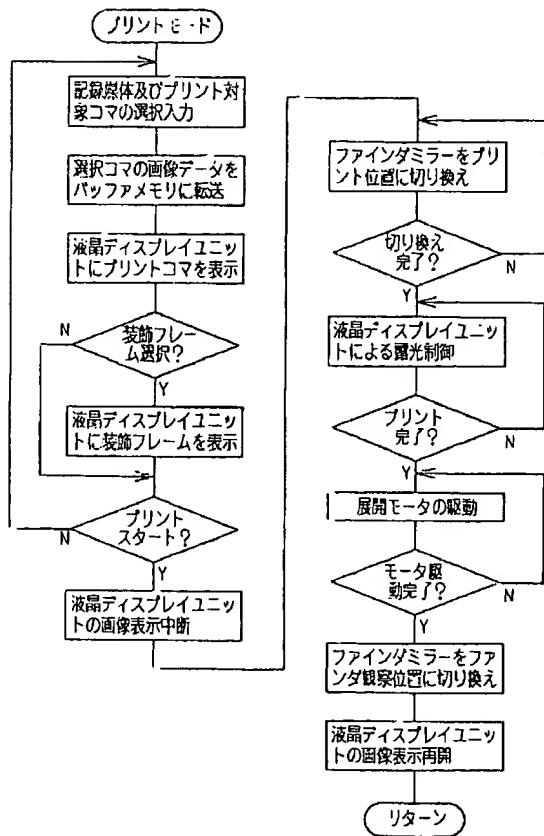 プリントモード
記録媒体及びプリント対
象コマの選択入力
選択コマの画像データを
バッファメモリに転送
液晶ディスプレイユニッ
トにプリントコマを表示
装飾フレー
ム選択?
N
Y
液晶ディスプレイユニッ
トに装飾フレームを表示
プリント
スタート?
N
Y
液晶ディスプレイユニッ
トの画像表示中断
ファインダミラーをプリ
ント位置に切り換え
切り換え
完了?
N
Y
液晶ディスプレイユニッ
トによる露光制御
プリント
完了?
N
Y
展開モータの駆動
モータ駆
動完了?
N
Y
ファインダミラーをファ
ンダ観察位置に切り換え
液晶ディスプレイユニッ
トの画像表示再開
リターン